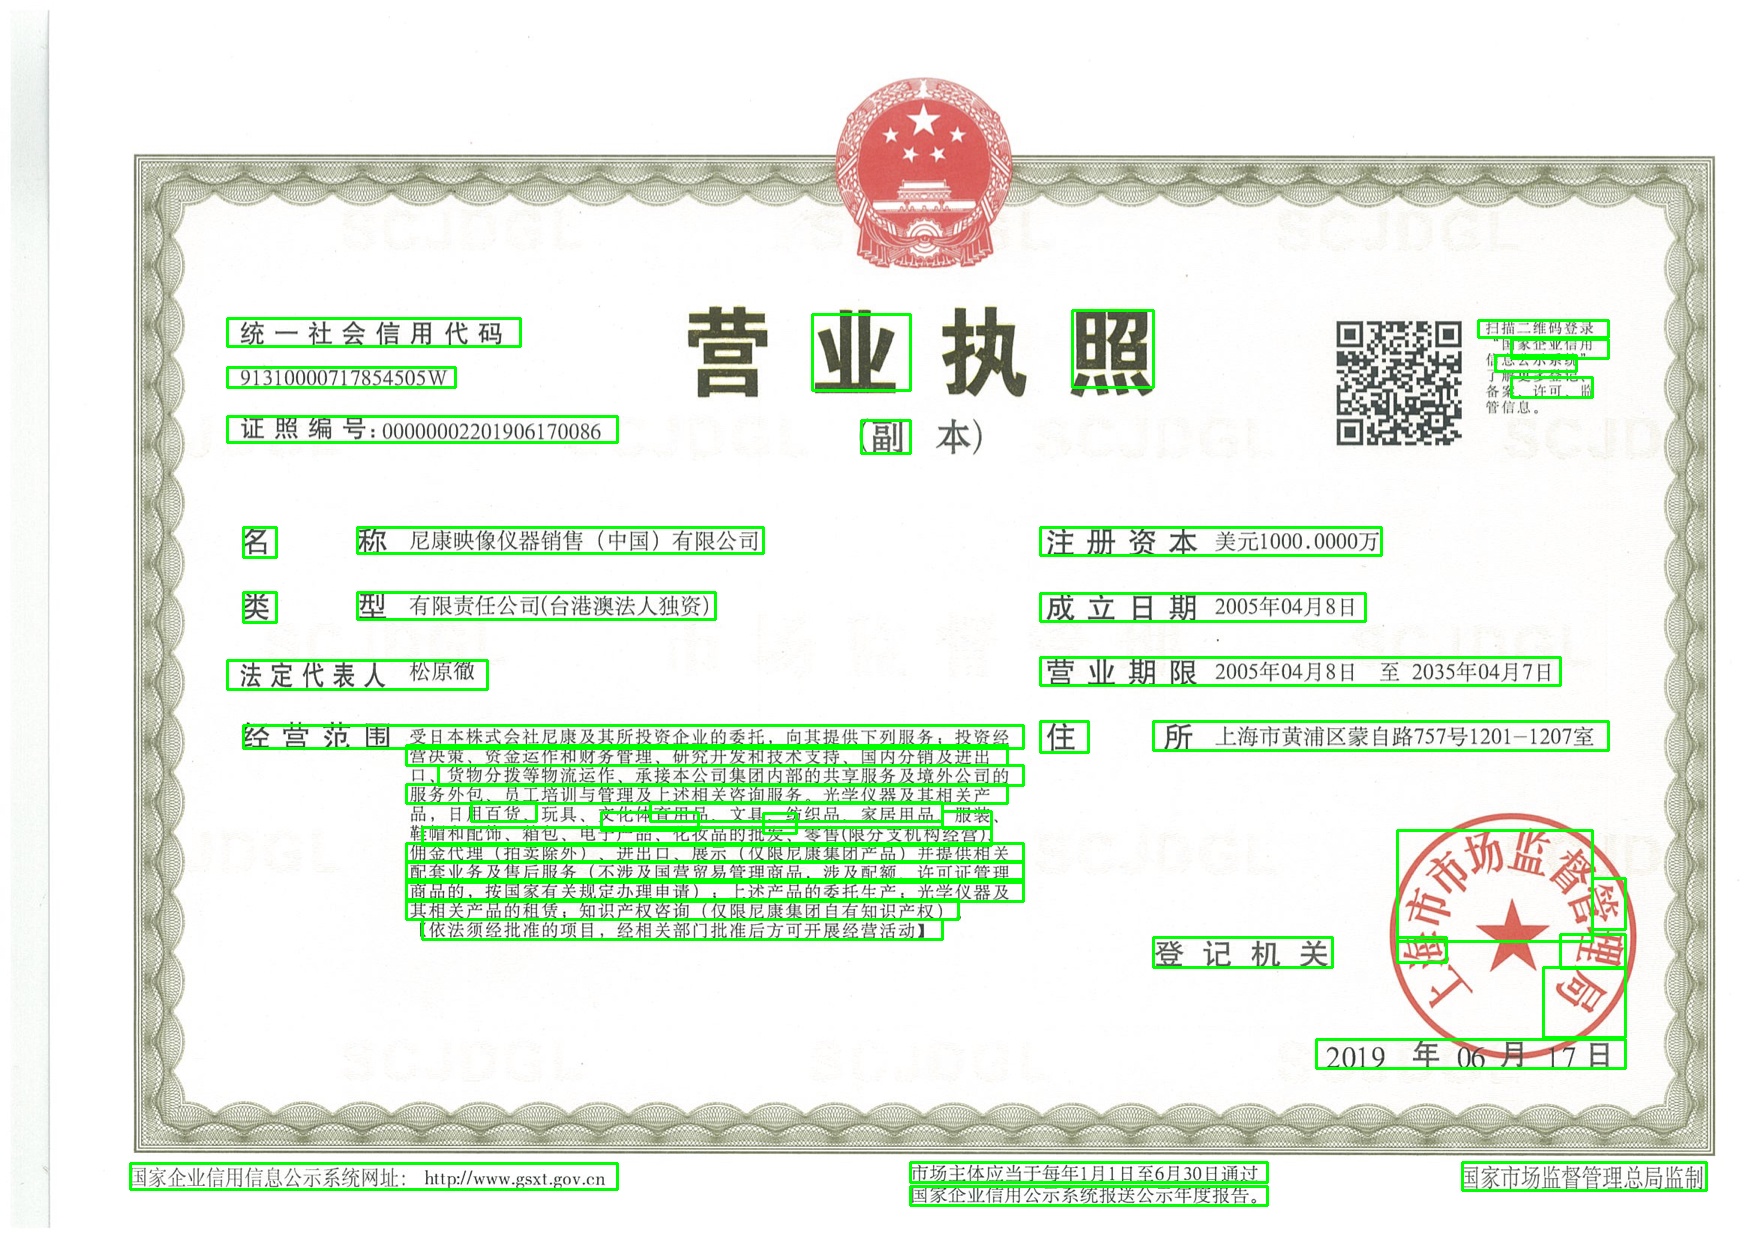 营业执照
(副 本)
统一社会信用代码
91310000717854505W
证照编号:00000002201906170086
扫描二维码登录
“国家企业信用
信息公示系统”
了解更多登记、
备案、许可、监
管信息。
名 称 尼康映像仪器销售（中国）有限公司
类 型 有限责任公司(台港澳法人独资)
法定代表人 松原徹
经营范围 受日本株式会社尼康及其所投资企业的委托，向其提供下列服务：投资经
营决策、资金运作和财务管理、研究开发和技术支持、国内分销及进出
口、货物分拨等物流运作、承接本公司集团内部的共享服务及境外公司的
服务外包、员工培训与管理及上述相关咨询服务。光学仪器及其相关产
品，日用百货、玩具、文化体育用品、文具、纺织品、家居用品、服装、
鞋帽和配饰、箱包、电子产品、化妆品的批发、零售(限分支机构经营)、
佣金代理（拍卖除外）、进出口、展示（仅限尼康集团产品）并提供相关
配套业务及售后服务（不涉及国营贸易管理商品，涉及配额、许可证管理
商品的，按国家有关规定办理申请）；上述产品的委托生产；光学仪器及
其相关产品的租赁；知识产权咨询（仅限尼康集团自有知识产权）
【依法须经批准的项目，经相关部门批准后方可开展经营活动】
注册资本 美元1000.0000万
成立日期 2005年04月8日
营业期限 2005年04月8日 至 2035年04月7日
住 所 上海市黄浦区蒙自路757号1201-1207室
登记机关
上海市市场监督管理局
2019 年 06 月 17 日
国家企业信用信息公示系统网址： http://www.gsxt.gov.cn
市场主体应当于每年1月1日至6月30日通过
国家企业信用公示系统报送公示年度报告。
国家市场监督管理总局监制